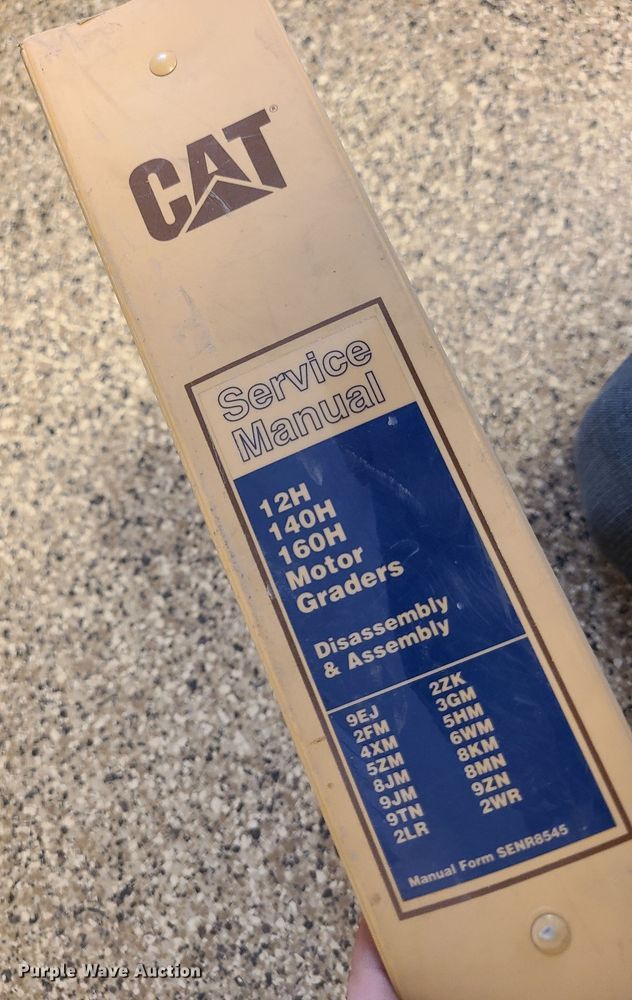 CAT®
Service
Manual
12H
140H
160H
Motor
Graders
Disassembly
& Assembly
9EJ
2FM
4XM
5ZM
8JM
9JM
9TN
2LR
2ZK
3GM
5HM
6WM
8KM
8MN
9ZN
2WR
Manual Form SENR8545
Purple Wave Auction